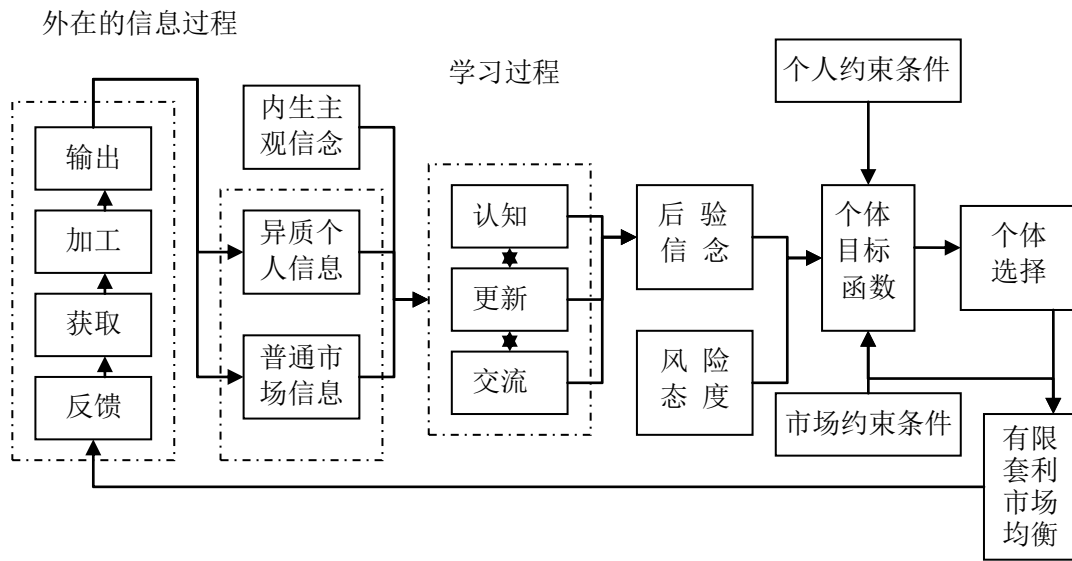 外在的信息过程
学习过程
个人约束条件
输出
加工
获取
反馈
内生主
观信念
异质个
人信息
普通市
场信息
认知
更新
交流
后 验
信 念
风 险
态 度
个体
目标
函数
个体
选择
市场约束条件
有限
套利
市场
均衡